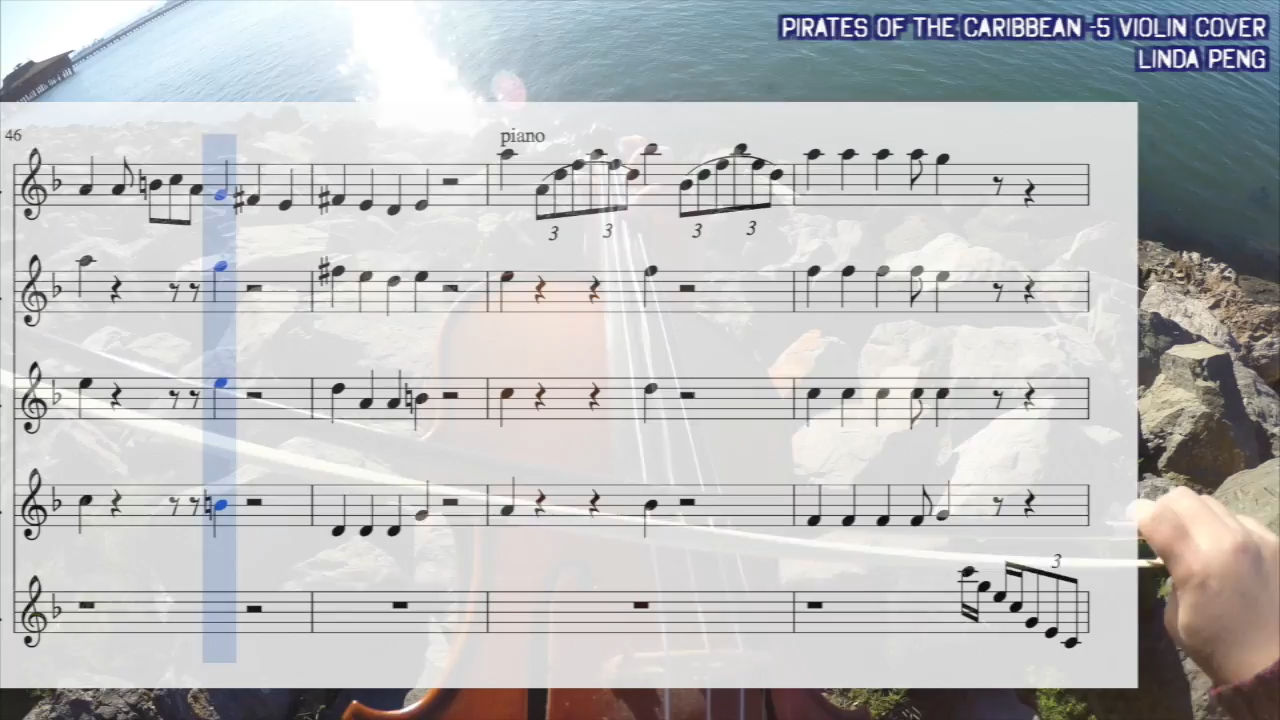 PIRATES OF THE CARIBBEAN -5 VIOLIN COVER
LINDA PENG
46
piano
3 3 3 3
3